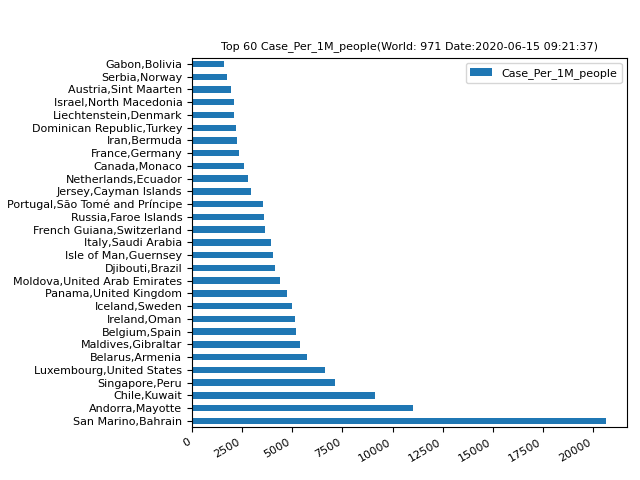 Top 60 Case_Per_1M_people(World: 971 Date:2020-06-15 09:21:37)
Case_Per_1M_people
Gabon,Bolivia
Serbia,Norway
Austria,Sint Maarten
Israel,North Macedonia
Liechtenstein,Denmark
Dominican Republic,Turkey
Iran,Bermuda
France,Germany
Canada,Monaco
Netherlands,Ecuador
Jersey,Cayman Islands
Portugal,São Tomé and Príncipe
Russia,Faroe Islands
French Guiana,Switzerland
Italy,Saudi Arabia
Isle of Man,Guernsey
Djibouti,Brazil
Moldova,United Arab Emirates
Panama,United Kingdom
Iceland,Sweden
Ireland,Oman
Belgium,Spain
Maldives,Gibraltar
Belarus,Armenia
Luxembourg,United States
Singapore,Peru
Chile,Kuwait
Andorra,Mayotte
San Marino,Bahrain
0 2500 5000 7500 10000 12500 15000 17500 20000